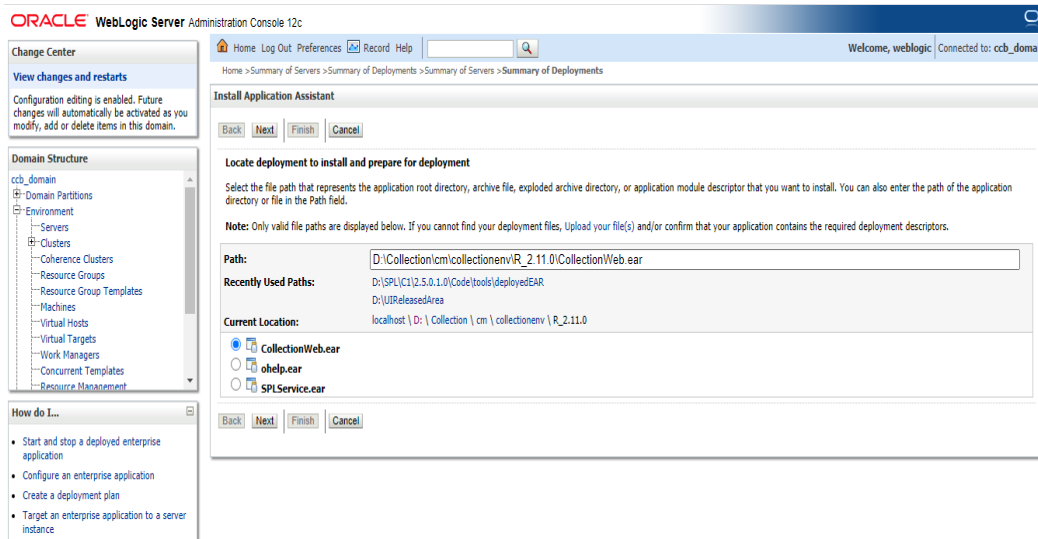 ORACLE WebLogic Server Administration Console 12c
Change Center
View changes and restarts
Configuration editing is enabled. Future
changes will automatically be activated as you
modify, add or delete items in this domain.
Domain Structure
ccb_domain
Domain Partitions
Environment
Servers
Clusters
Coherence Clusters
Resource Groups
Resource Group Templates
Machines
Virtual Hosts
Virtual Targets
Work Managers
Concurrent Templates
Resource Management
How do I...
Start and stop a deployed enterprise
application
Configure an enterprise application
Create a deployment plan
Target an enterprise application to a server
instance
Home Log Out Preferences Record Help
Welcome, weblogic Connected to: ccb_doma
Home >Summary of Servers >Summary of Deployments >Summary of Servers >Summary of Deployments
Install Application Assistant
Back Next Finish Cancel
Locate deployment to install and prepare for deployment
Select the file path that represents the application root directory, archive file, exploded archive directory, or application module descriptor that you want to install. You can also enter the path of the application
directory or file in the Path field.
Note: Only valid file paths are displayed below. If you cannot find your deployment files, Upload your file(s) and/or confirm that your application contains the required deployment descriptors.
Path: D:\Collection\cm\collectionenv\R_2.11.0\CollectionWeb.ear
Recently Used Paths: D:\SPL\C1\2.5.0.1.0\Code\tools\deployedEAR
D:\UIReleasedArea
Current Location: localhost \ D: \ Collection \ cm \ collectionenv \ R_2.11.0
CollectionWeb.ear
ohelp.ear
SPLService.ear
Back Next Finish Cancel